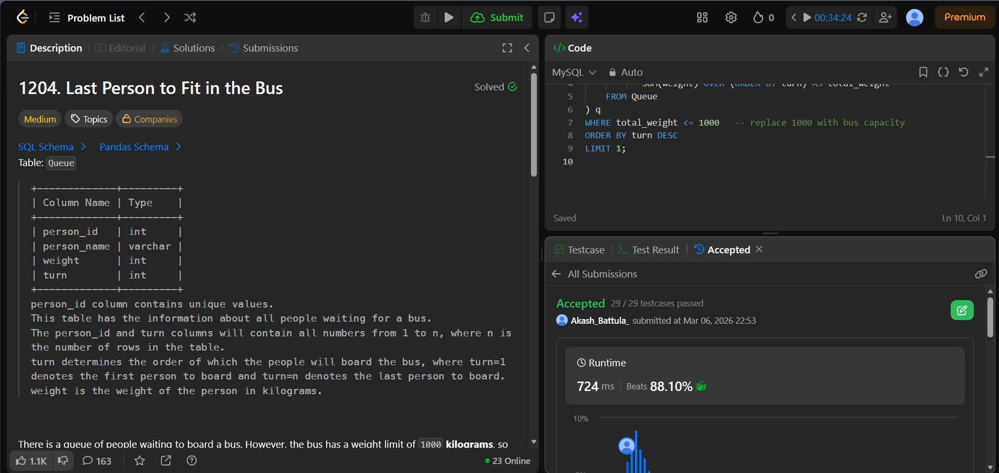 Problem List
Submit
0
00:34:24
Premium
Description
Editorial
Solutions
Submissions
1204. Last Person to Fit in the Bus
Solved
Medium
Topics
Companies
SQL Schema
Pandas Schema
Table: Queue
+-------------+---------+
| Column Name | Type    |
+-------------+---------+
| person_id   | int     |
| person_name | varchar |
| weight      | int     |
| turn        | int     |
+-------------+---------+
person_id column contains unique values.
This table has the information about all people waiting for a bus.
The person_id and turn columns will contain all numbers from 1 to n, where n is
the number of rows in the table.
turn determines the order of which the people will board the bus, where turn=1
denotes the first person to board and turn=n denotes the last person to board.
weight is the weight of the person in kilograms.
There is a queue of people waiting to board a bus. However, the bus has a weight limit of 1000 kilograms, so
1.1K
163
23 Online
</> Code
MySQL
Auto
4 SUM(weight) OVER (ORDER BY turn) AS total_weight
5 FROM Queue
6 ) q
7 WHERE total_weight <= 1000   -- replace 1000 with bus capacity
8 ORDER BY turn DESC
9 LIMIT 1;
10
Saved
Ln 10, Col 1
Testcase
Test Result
Accepted
All Submissions
Accepted 29 / 29 testcases passed
Akash_Battula_ submitted at Mar 06, 2026 22:53
Runtime
724 ms
Beats 88.10%
10%